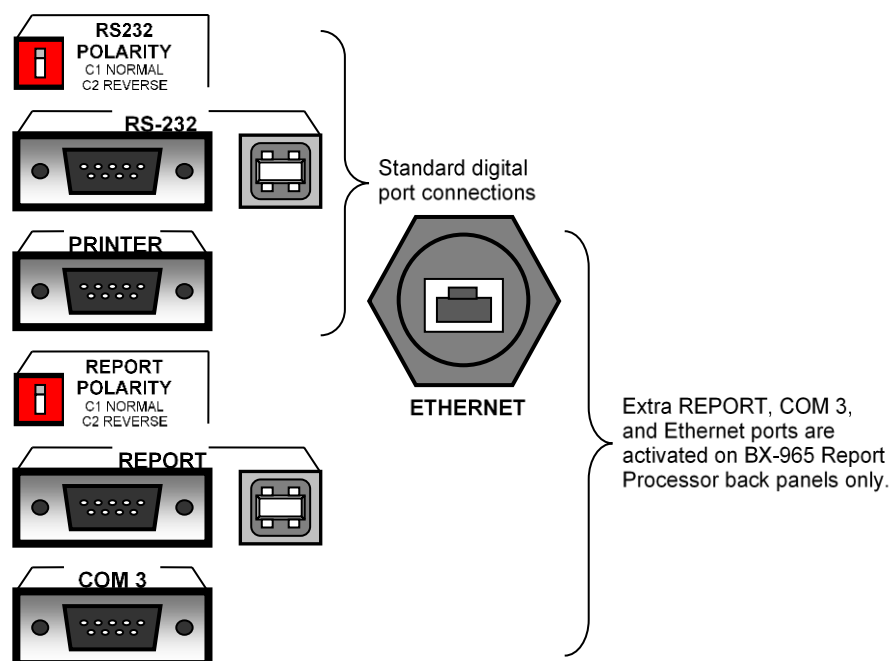 RS232
POLARITY
C1 NORMAL
C2 REVERSE
RS-232
PRINTER
Standard digital
port connections
REPORT
POLARITY
C1 NORMAL
C2 REVERSE
ETHERNET
REPORT
COM 3
Extra REPORT, COM 3,
and Ethernet ports are
activated on BX-965 Report
Processor back panels only.